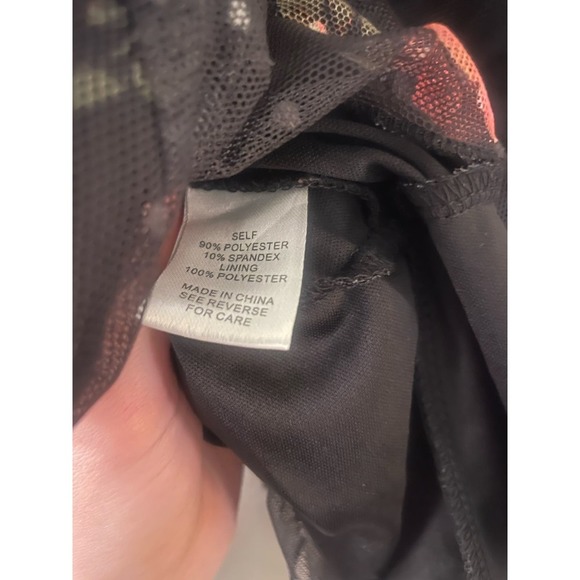 SELF
90% POLYESTER
10% SPANDEX
LINING
100% POLYESTER
MADE IN CHINA
SEE REVERSE
FOR CARE